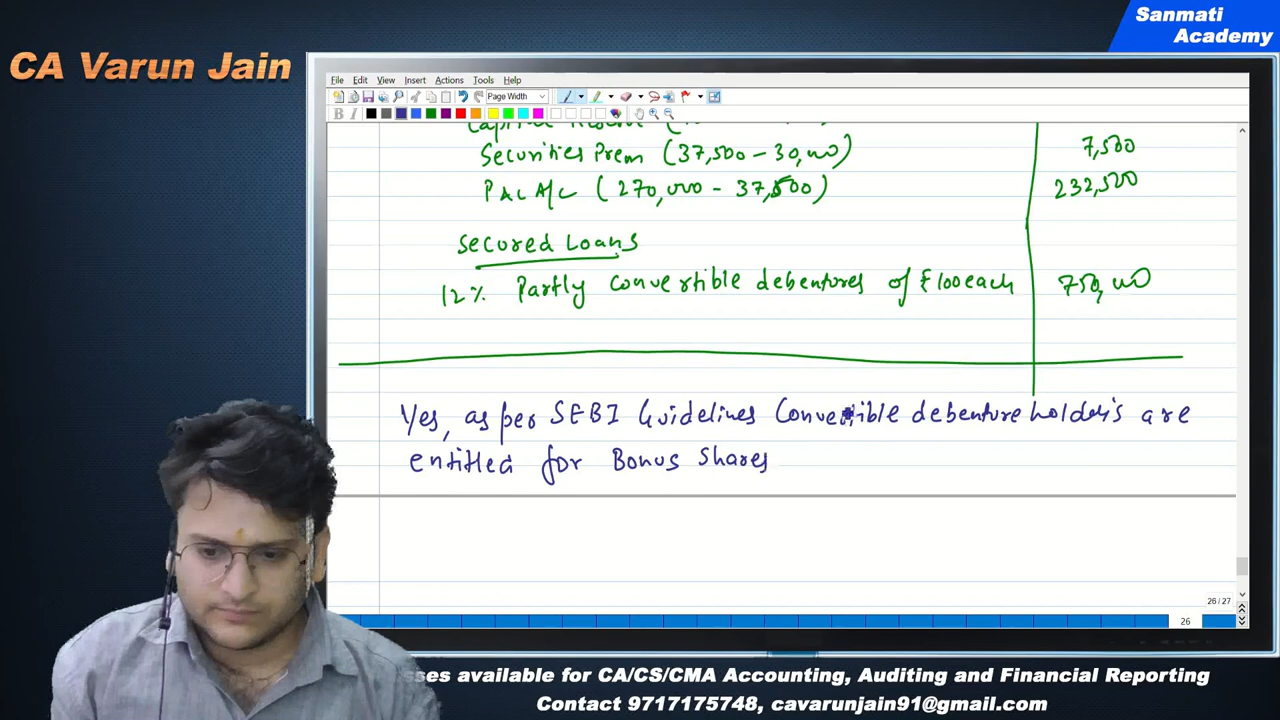 Sanmati
Academy
CA Varun Jain
File Edit View Insert Actions Tools Help
Page Width
B I
Capital Reserve
Securities Prem (37,500 - 30,000) 7,500
P&L A/c (270,000 - 37,500) 232,500
Secured Loans
12% Partly convertible debentures of ₹100 each 750,000
Yes, as per SEBI Guidelines Convertible debenture holders are
entitled for Bonus Shares
26 / 27
26
sses available for CA/CS/CMA Accounting, Auditing and Financial Reporting
Contact 9717175748, cavarunjain91@gmail.com